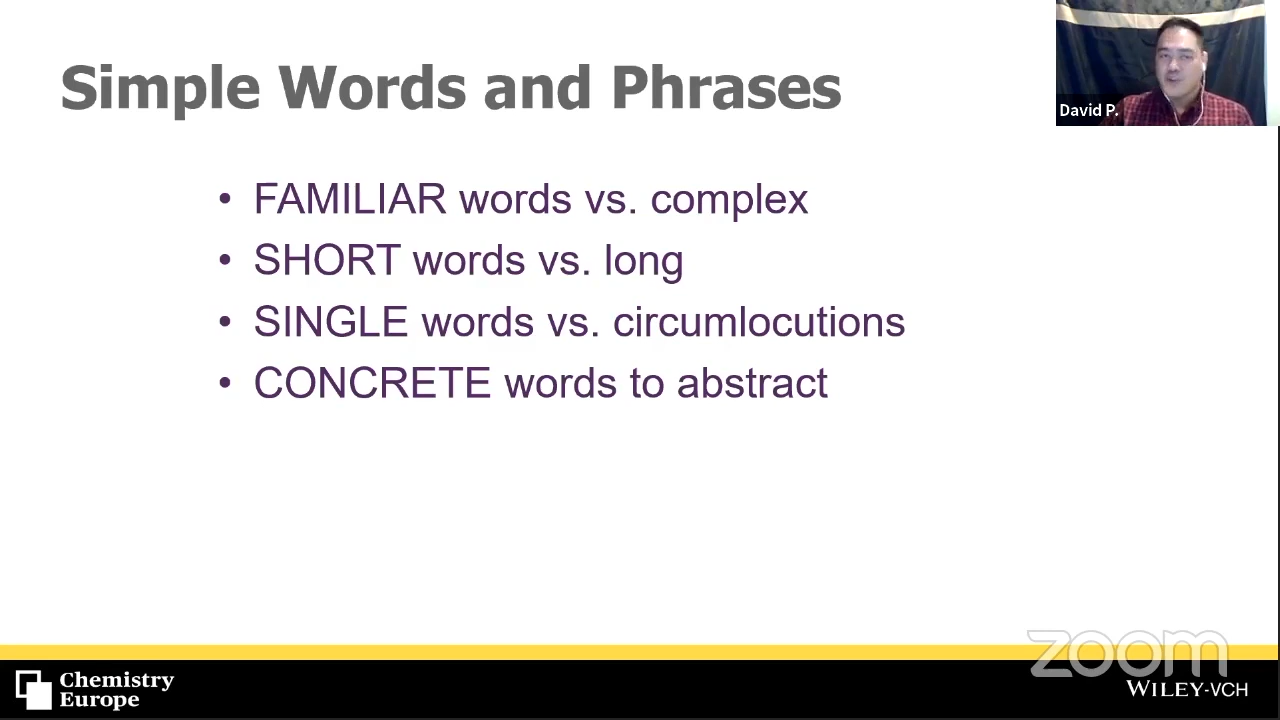 Simple Words and Phrases
David P.
• FAMILIAR words vs. complex
• SHORT words vs. long
• SINGLE words vs. circumlocutions
• CONCRETE words to abstract
zoom
Chemistry
Europe
WILEY-VCH